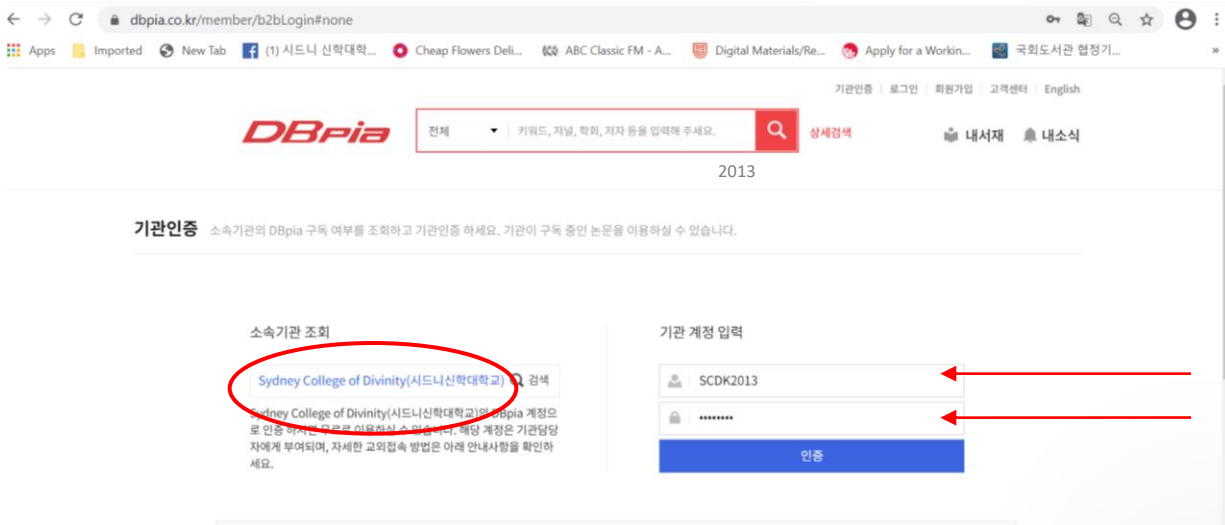 dbpia.co.kr/member/b2bLogin#none
Apps Imported New Tab (1) 시드니 신학대학... Cheap Flowers Deli... ABC Classic FM - A... Digital Materials/Re... Apply for a Workin... 국회도서관 협정기... »
기관인증 로그인 회원가입 고객센터 English
DBpia 전체 키워드, 저널, 학회, 저자 등을 입력해 주세요. 상세검색 내서재 내소식
2013
기관인증 소속기관의 DBpia 구독 여부를 조회하고 기관인증 하세요. 기관이 구독 중인 논문을 이용하실 수 있습니다.
소속기관 조회
Sydney College of Divinity(시드니신학대학교) 검색
Sydney College of Divinity(시드니신학대학교)의 DBpia 계정으
로 인증 하시면 무료로 이용하실 수 있습니다. 해당 계정은 기관담당
자에게 부여되며, 자세한 교외접속 방법은 아래 안내사항을 확인하
세요.
기관 계정 입력
SCDK2013
••••••••
인증